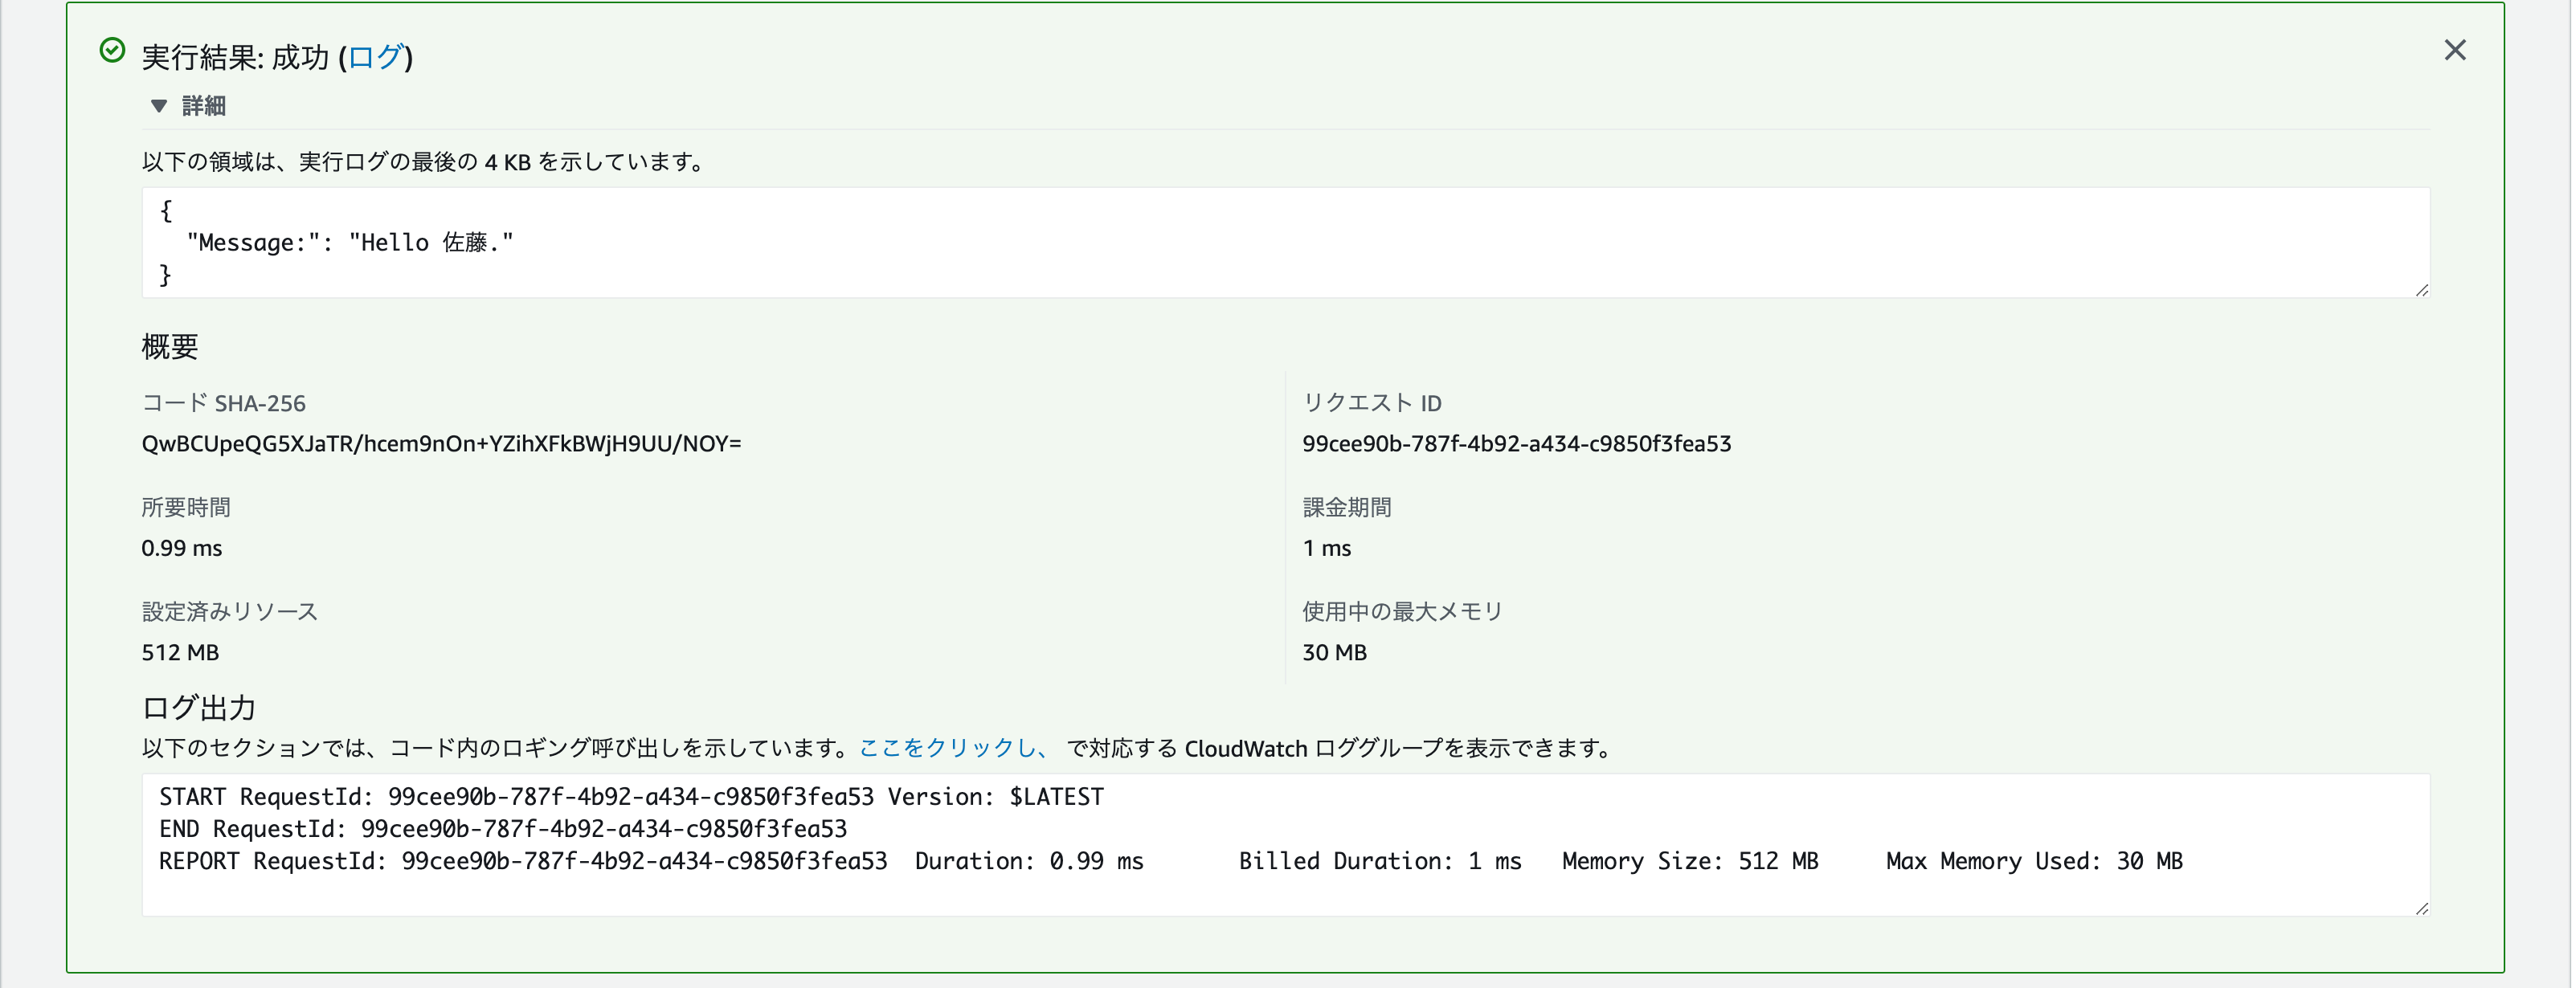 実行結果: 成功 (ログ)
詳細
以下の領域は、実行ログの最後の 4 KB を示しています。
{
"Message:": "Hello 佐藤."
}
概要
コード SHA-256
QwBCUpeQG5XJaTR/hcem9nOn+YZihXFkBWjH9UU/NOY=
リクエスト ID
99cee90b-787f-4b92-a434-c9850f3fea53
所要時間
0.99 ms
課金期間
1 ms
設定済みリソース
512 MB
使用中の最大メモリ
30 MB
ログ出力
以下のセクションでは、コード内のロギング呼び出しを示しています。ここをクリックし、 で対応する CloudWatch ロググループを表示できます。
START RequestId: 99cee90b-787f-4b92-a434-c9850f3fea53 Version: $LATEST
END RequestId: 99cee90b-787f-4b92-a434-c9850f3fea53
REPORT RequestId: 99cee90b-787f-4b92-a434-c9850f3fea53 Duration: 0.99 ms Billed Duration: 1 ms Memory Size: 512 MB Max Memory Used: 30 MB